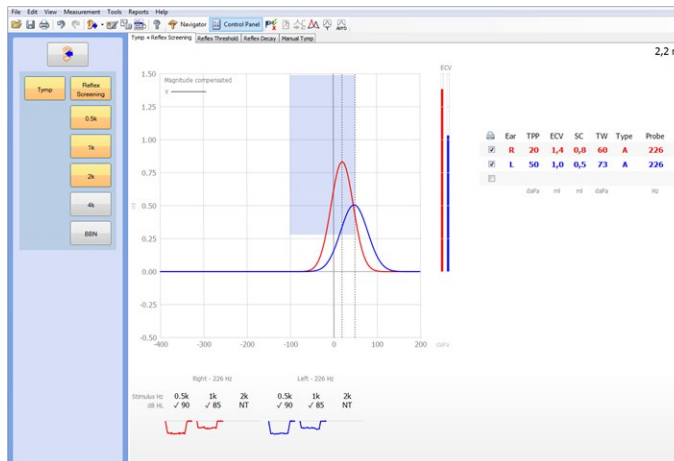 File Edit View Measurement Tools Reports Help
Navigator Control Panel AUTO
Tymp + Reflex Screening Reflex Threshold Reflex Decay Manual Tymp
2,2
Tymp Reflex Screening
0.5k
1k
2k
4k
BBN
Magnitude compensated
Y
ml
1.50
1.25
1.00
0.75
0.50
0.25
0.00
-0.25
-0.50
-400 -300 -200 -100 0 100 200 daPa
ECV
Ear TPP ECV SC TW Type Probe
R 20 1,4 0,8 60 A 226
L 50 1,0 0,5 73 A 226
daPa ml ml daPa Hz
Right - 226 Hz Left - 226 Hz
Stimulus Hz 0.5k 1k 2k 0.5k 1k 2k
dB HL ✓ 90 ✓ 85 NT ✓ 90 ✓ 85 NT